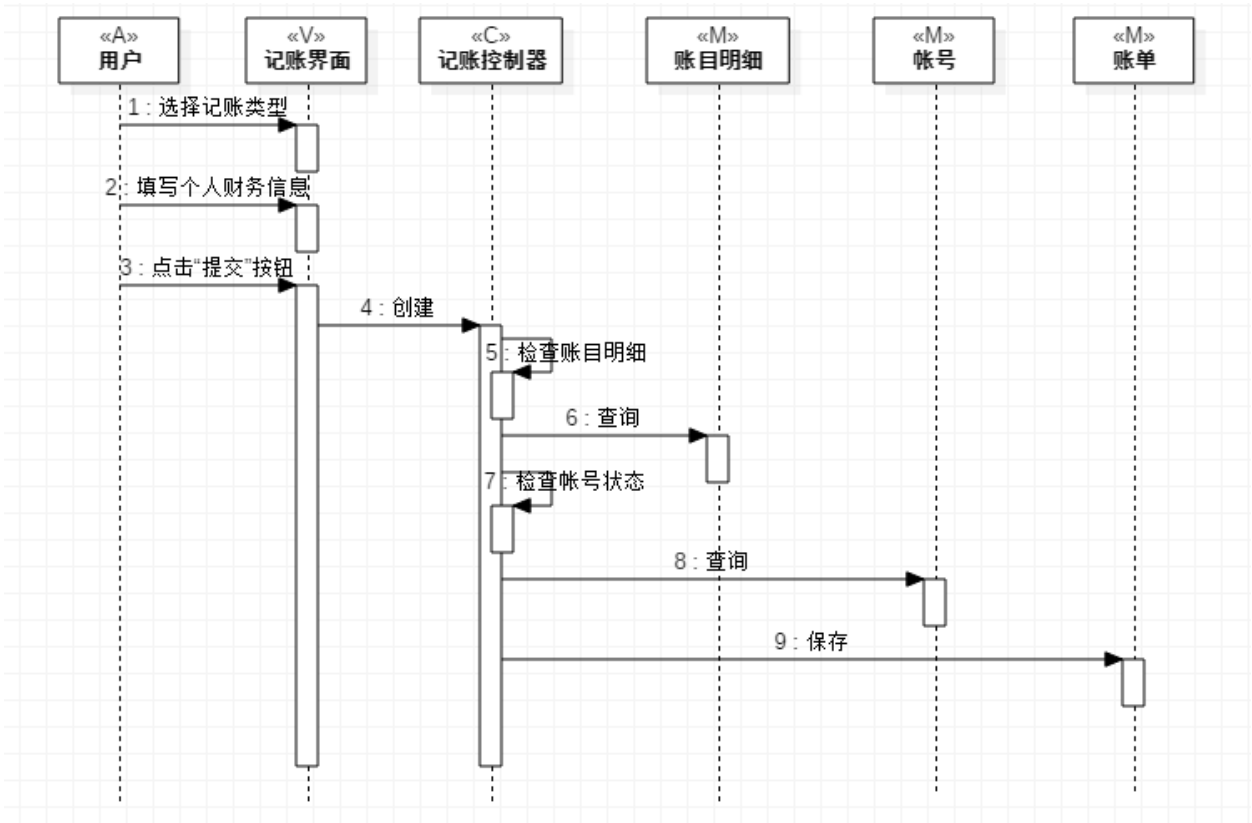 «A»
用户
«V»
记账界面
«C»
记账控制器
«M»
账目明细
«M»
帐号
«M»
账单
1 : 选择记账类型
2 : 填写个人财务信息
3 : 点击“提交”按钮
4 : 创建
5 : 检查账目明细
6 : 查询
7 : 检查帐号状态
8 : 查询
9 : 保存